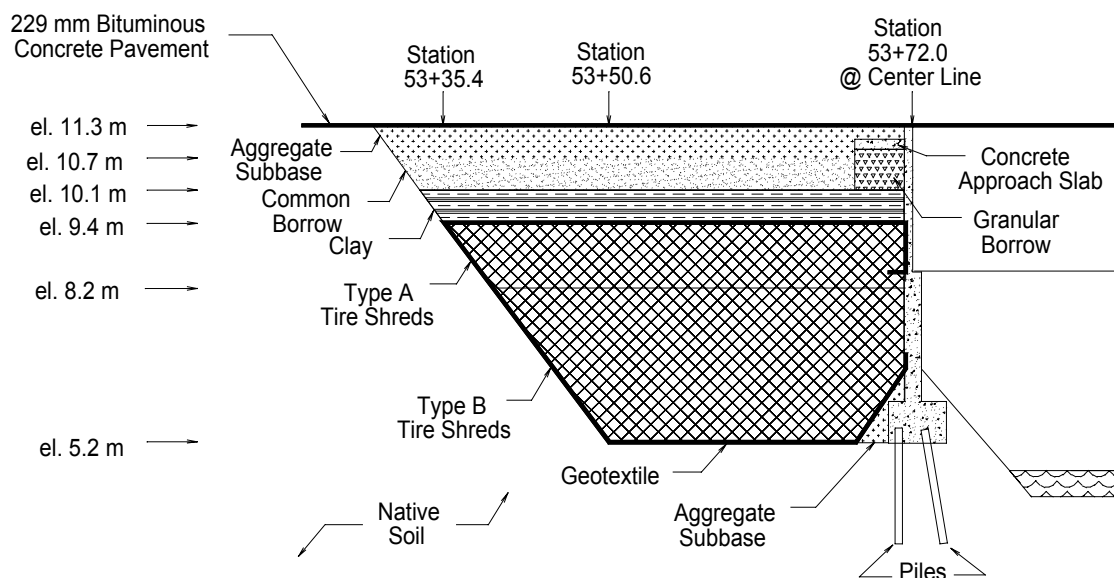 229 mm Bituminous
Concrete Pavement
Station
53+35.4
Station
53+50.6
Station
53+72.0
@ Center Line
el. 11.3 m
el. 10.7 m
el. 10.1 m
el. 9.4 m
el. 8.2 m
el. 5.2 m
Aggregate
Subbase
Common
Borrow
Clay
Type A
Tire Shreds
Type B
Tire Shreds
Concrete
Approach Slab
Granular
Borrow
Geotextile
Native
Soil
Aggregate
Subbase
Piles